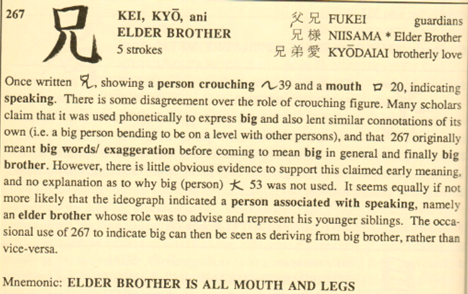 267 兄 KEI, KYŌ, ani 父兄 FUKEI guardians
ELDER BROTHER 兄様 NIISAMA * Elder Brother
5 strokes 兄弟愛 KYŌDAIAI brotherly love
Once written, showing a person crouching 39 and a mouth 口 20, indicating
speaking. There is some disagreement over the role of crouching figure. Many scholars
claim that it was used phonetically to express big and also lent similar connotations of its
own (i.e. a big person bending to be on a level with other persons), and that 267 originally
meant big words/ exaggeration before coming to mean big in general and finally big
brother. However, there is little obvious evidence to support this claimed early meaning,
and no explanation as to why big (person) 大 53 was not used. It seems equally if not
more likely that the ideograph indicated a person associated with speaking, namely
an elder brother whose role was to advise and represent his younger siblings. The occa-
sional use of 267 to indicate big can then be seen as deriving from big brother, rather than
vice-versa.
Mnemonic: ELDER BROTHER IS ALL MOUTH AND LEGS